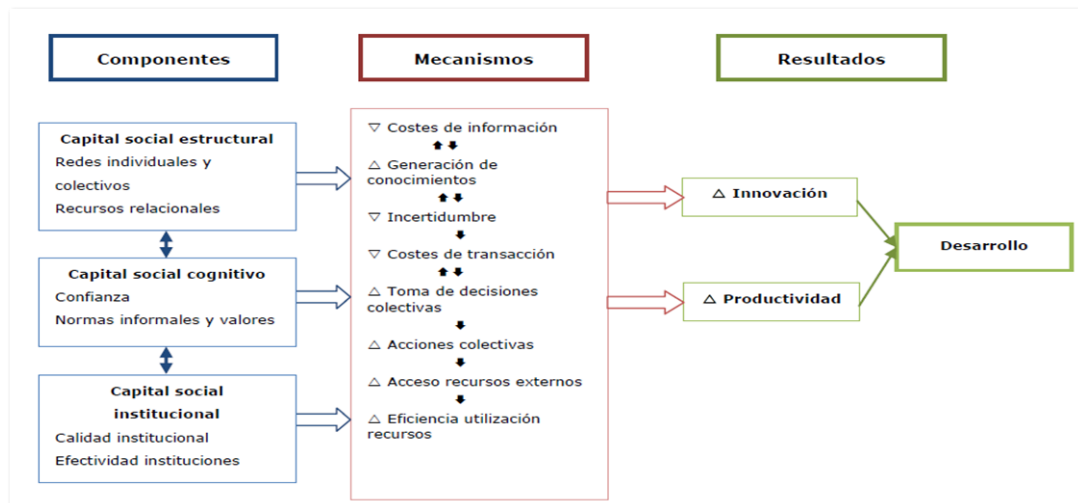 Componentes
Mecanismos
Resultados
Capital social estructural
Redes individuales y
colectivos
Recursos relacionales
Capital social cognitivo
Confianza
Normas informales y valores
Capital social
institucional
Calidad institucional
Efectividad instituciones
▽ Costes de información
△ Generación de
conocimientos
▽ Incertidumbre
▽ Costes de transacción
△ Toma de decisiones
colectivas
△ Acciones colectivas
△ Acceso recursos externos
△ Eficiencia utilización
recursos
△ Innovación
△ Productividad
Desarrollo